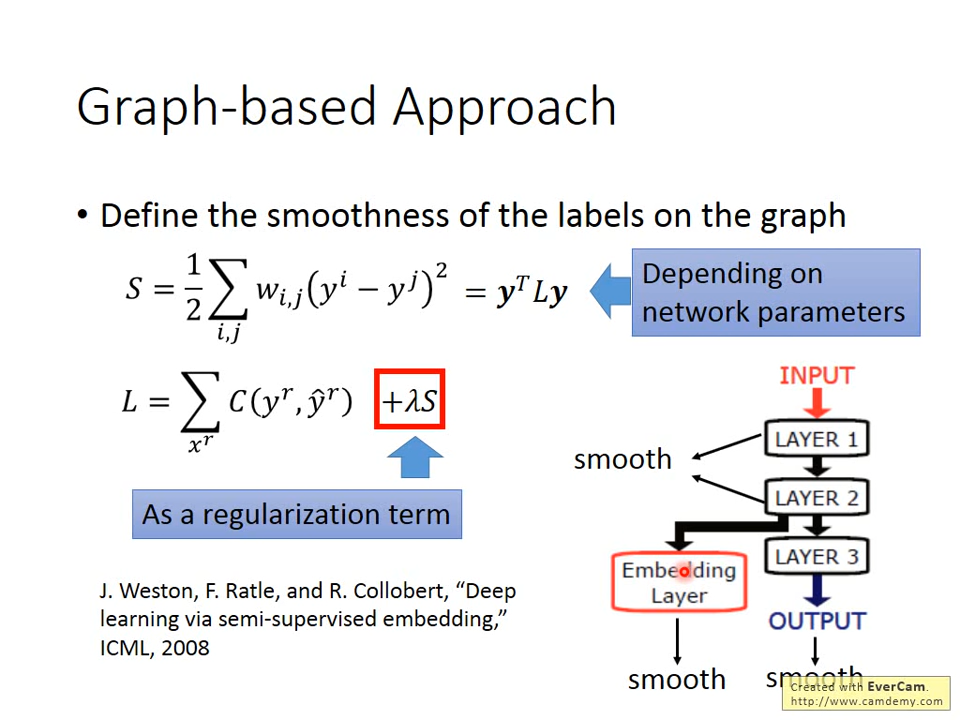 Graph-based Approach
• Define the smoothness of the labels on the graph
S = 1/2 ∑_{i,j} w_{i,j}(y^i − y^j)^2 = 𝒚^T L𝒚
Depending on
network parameters
L = ∑_{x^r} C(y^r, ŷ^r) +λS
As a regularization term
J. Weston, F. Ratle, and R. Collobert, “Deep
learning via semi-supervised embedding,”
ICML, 2008
INPUT
LAYER 1
smooth
LAYER 2
LAYER 3
Embedding
Layer
OUTPUT
smooth
smooth
Created with EverCam.
http://www.camdemy.com